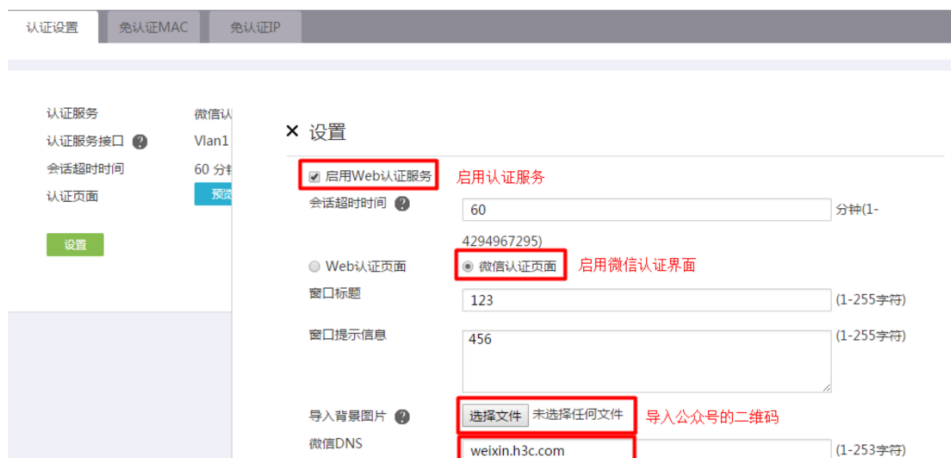 认证设置 免认证MAC 免认证IP
认证服务 微信认
认证服务接口 Vlan1
会话超时时间 60 分钟
认证页面 预览
设置
× 设置
启用Web认证服务 启用认证服务
会话超时时间 60 分钟(1-
4294967295)
Web认证页面 微信认证页面 启用微信认证界面
窗口标题 123 (1-255字符)
窗口提示信息 456 (1-255字符)
导入背景图片 选择文件 未选择任何文件 导入公众号的二维码
微信DNS weixin.h3c.com (1-253字符)